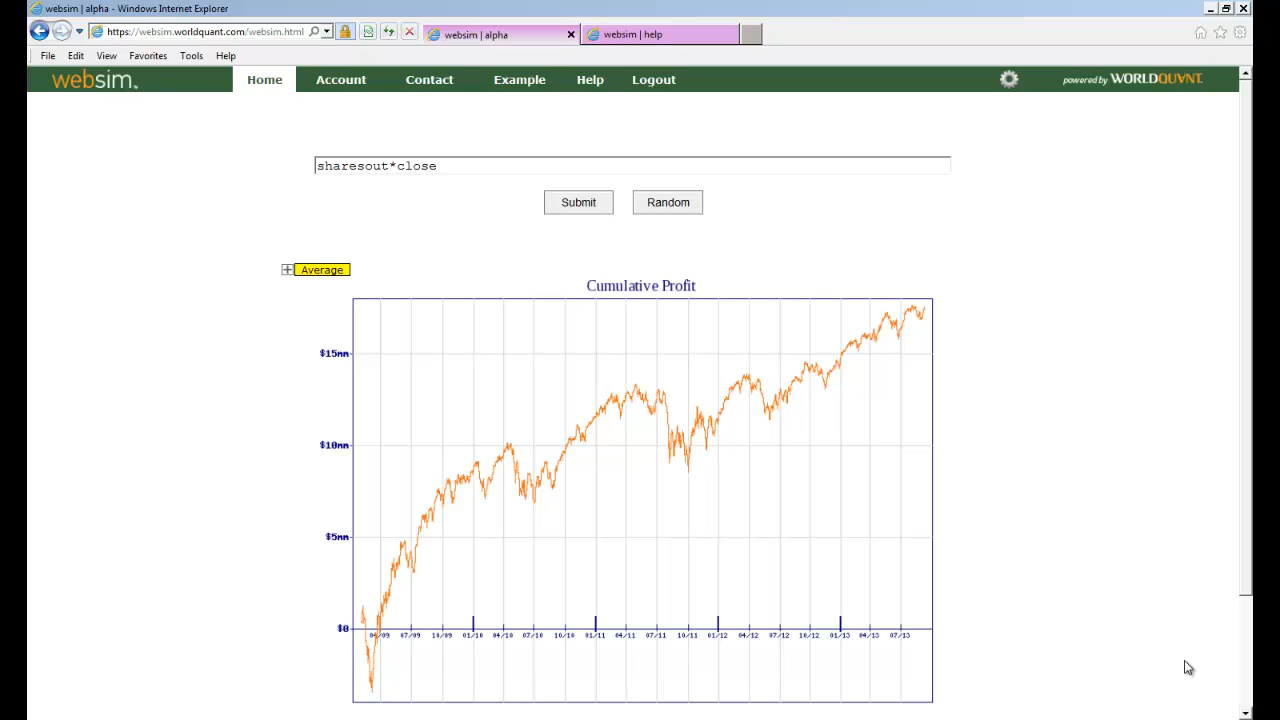 websim | alpha - Windows Internet Explorer
https://websim.worldquant.com/websim.html
websim | alpha
websim | help
File Edit View Favorites Tools Help
websim
Home Account Contact Example Help Logout
powered by WORLDQUANT
sharesout*close
Submit Random
Average
Cumulative Profit
$15mm
$10mm
$5mm
$0
04/09 07/09 10/09 01/10 04/10 07/10 10/10 01/11 04/11 07/11 10/11 01/12 04/12 07/12 10/12 01/13 04/13 07/13